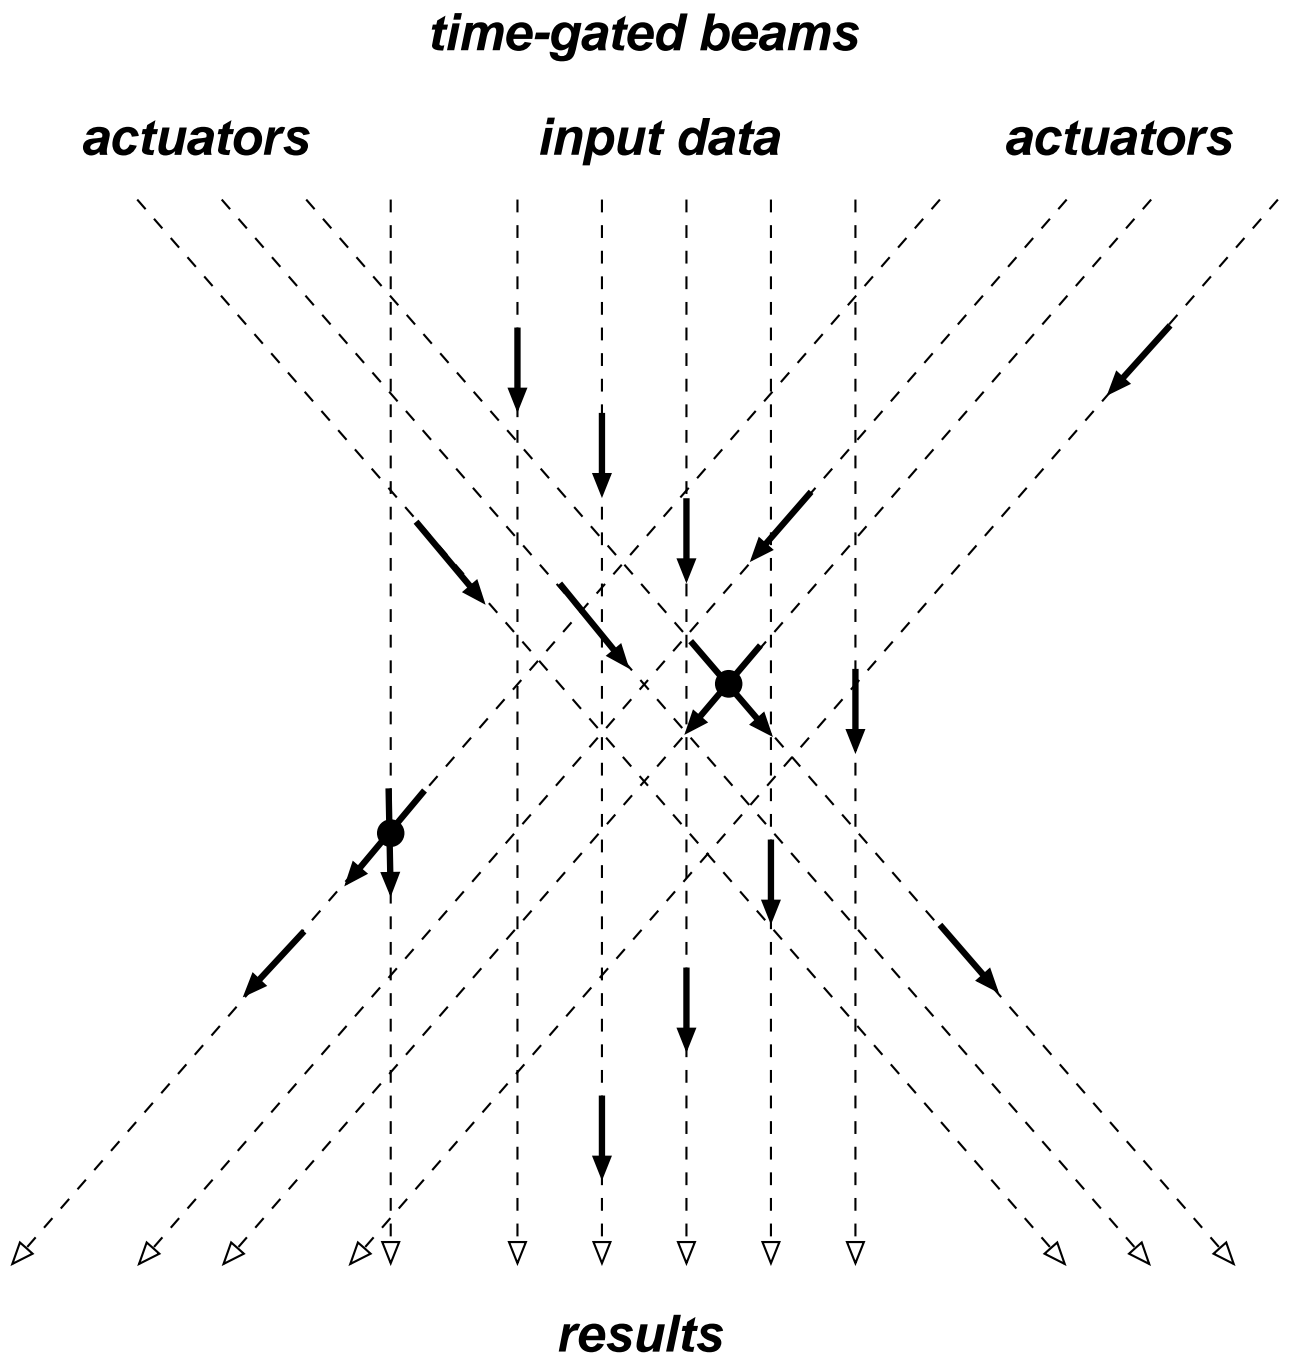 time-gated beams
actuators input data actuators
results